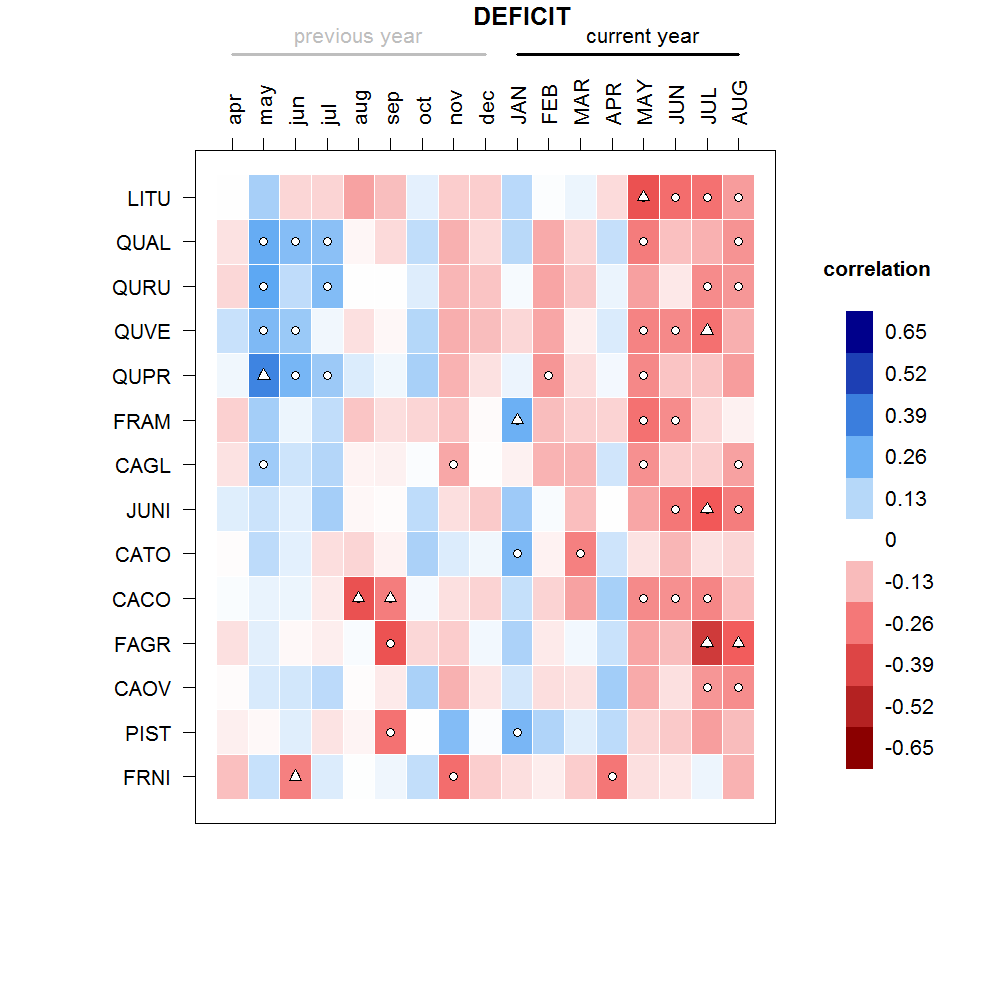 DEFICIT
previous year current year
apr may jun jul aug sep oct nov dec JAN FEB MAR APR MAY JUN JUL AUG
LITU
QUAL
QURU
QUVE
QUPR
FRAM
CAGL
JUNI
CATO
CACO
FAGR
CAOV
PIST
FRNI
correlation
0.65
0.52
0.39
0.26
0.13
0
-0.13
-0.26
-0.39
-0.52
-0.65